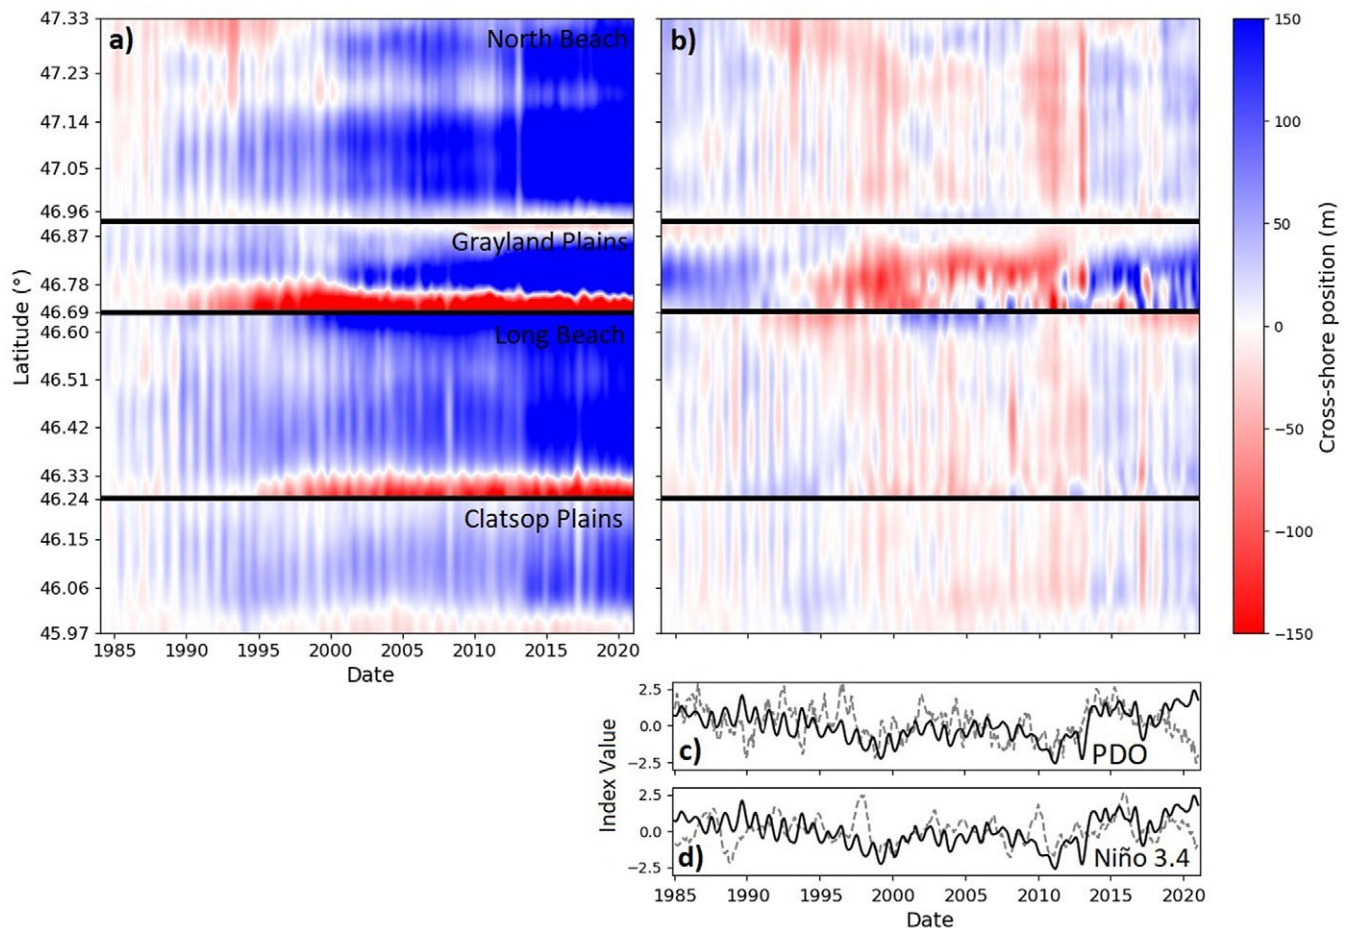 a)
North Beach
Grayland Plains
Long Beach
Clatsop Plains
47.33
47.23
47.14
47.05
46.96
46.87
46.78
46.69
46.60
46.51
46.42
46.33
46.24
46.15
46.06
45.97
Latitude (°)
1985 1990 1995 2000 2005 2010 2015 2020
Date
b)
150
100
50
0
−50
−100
−150
Cross-shore position (m)
2.5
0.0
−2.5
c)
PDO
Index Value
2.5
0.0
−2.5
d)
Niño 3.4
1985 1990 1995 2000 2005 2010 2015 2020
Date